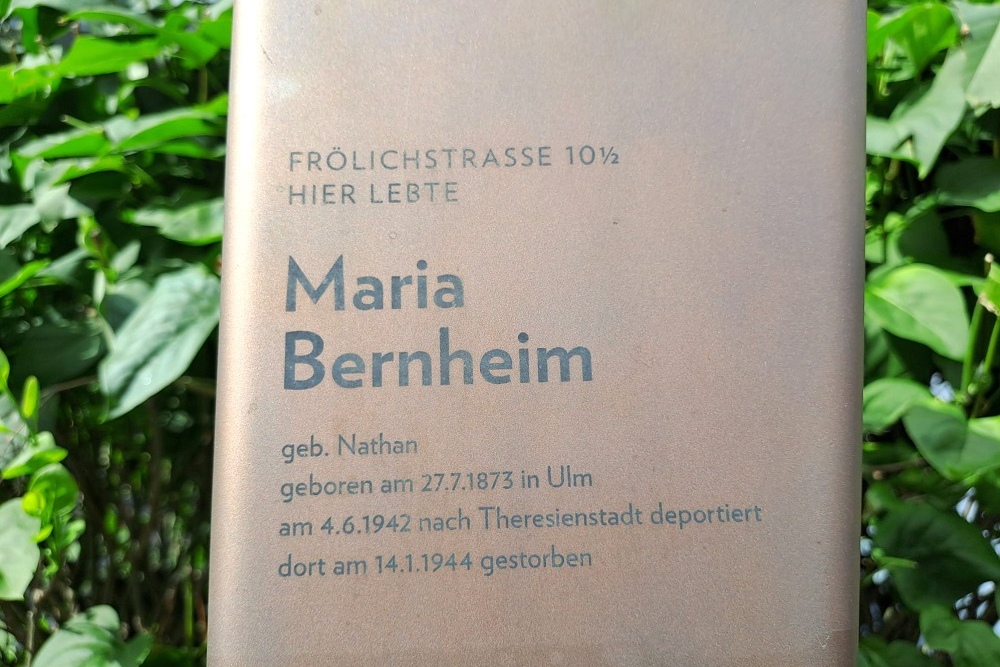 FRÖLICHSTRASSE 10½
HIER LEBTE
Maria
Bernheim
geb. Nathan
geboren am 27.7.1873 in Ulm
am 4.6.1942 nach Theresienstadt deportiert
dort am 14.1.1944 gestorben